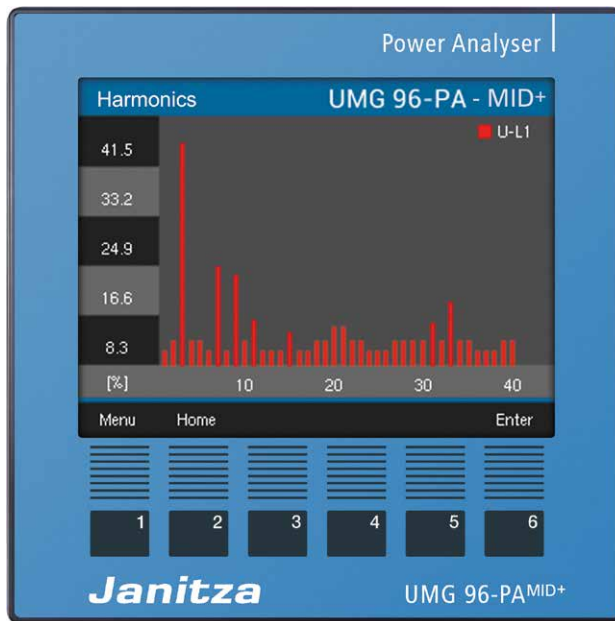 Power Analyser
Harmonics UMG 96-PA - MID+
U-L1
41.5
33.2
24.9
16.6
8.3
[%] 10 20 30 40
Menu Home Enter
1 2 3 4 5 6
Janitza UMG 96-PAMID+